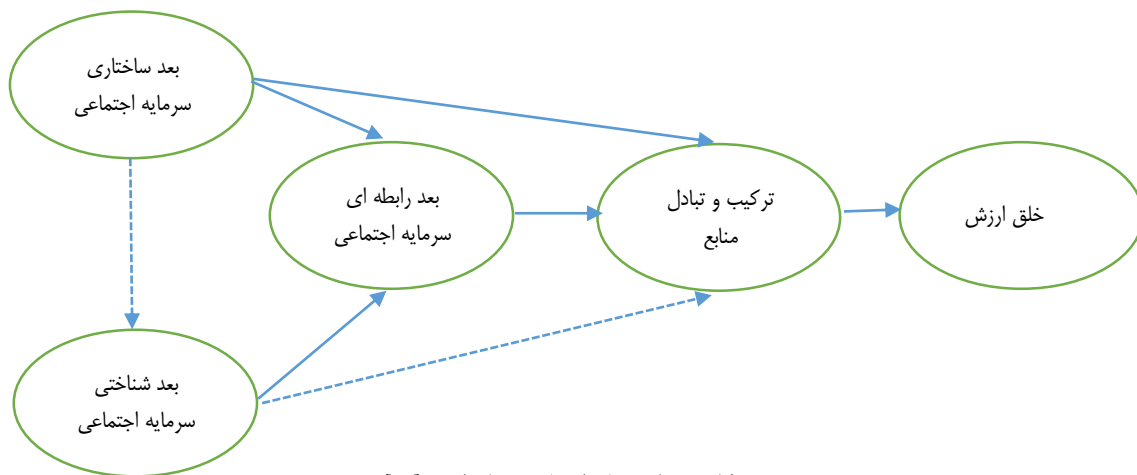 بعد ساختاری
سرمایه اجتماعی
بعد رابطه ای
سرمایه اجتماعی
ترکیب و تبادل
منابع
خلق ارزش
بعد شناختی
سرمایه اجتماعی